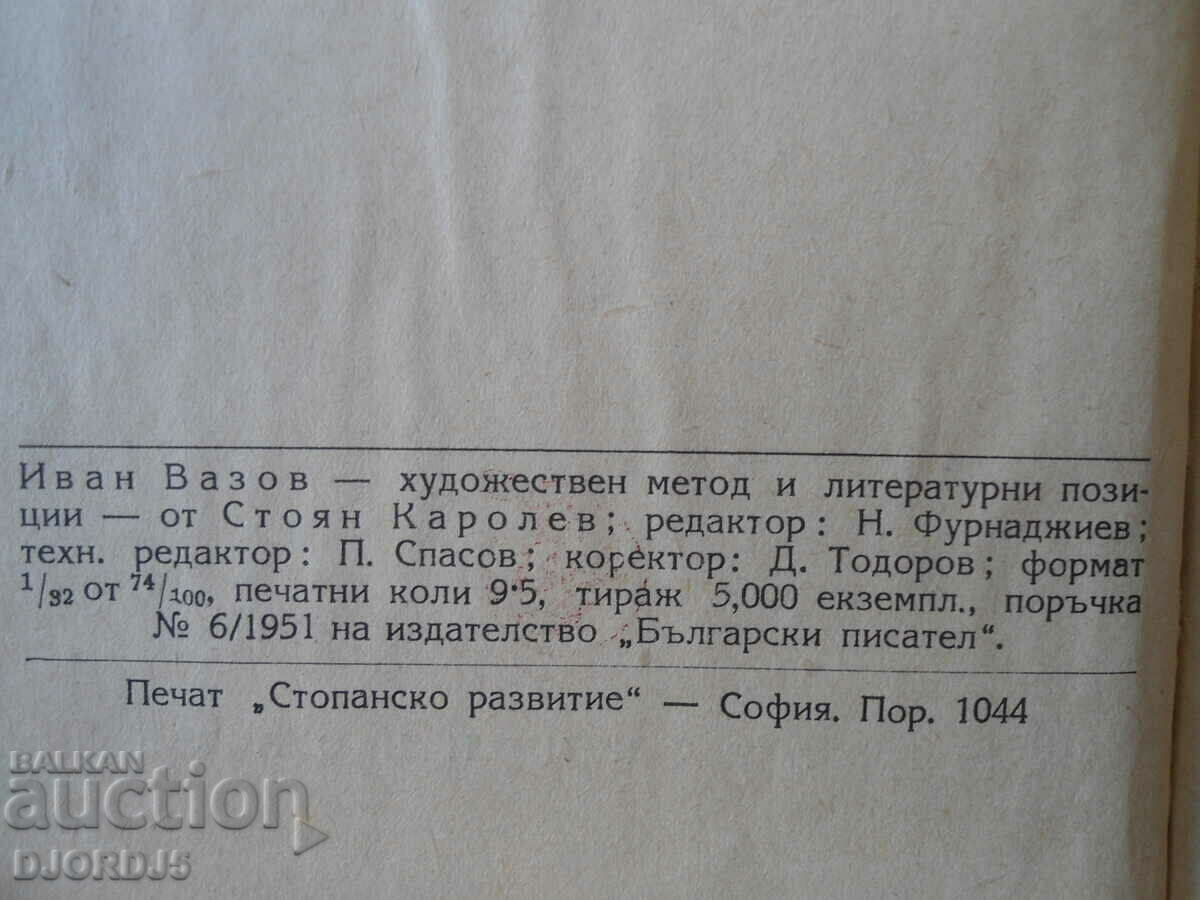 Иван Вазов — художествен метод и литературни пози-
ции — от Стоян Каролев; редактор: Н. Фурнаджиев;
техн. редактор: П. Спасов; коректор: Д. Тодоров; формат
1/32 от 74/100, печатни коли 9·5, тираж 5,000 екземпл., поръчка
№ 6/1951 на издателство „Български писател“.
Печат „Стопанско развитие“ — София. Пор. 1044
BALKAN
auction
DJORDJ5